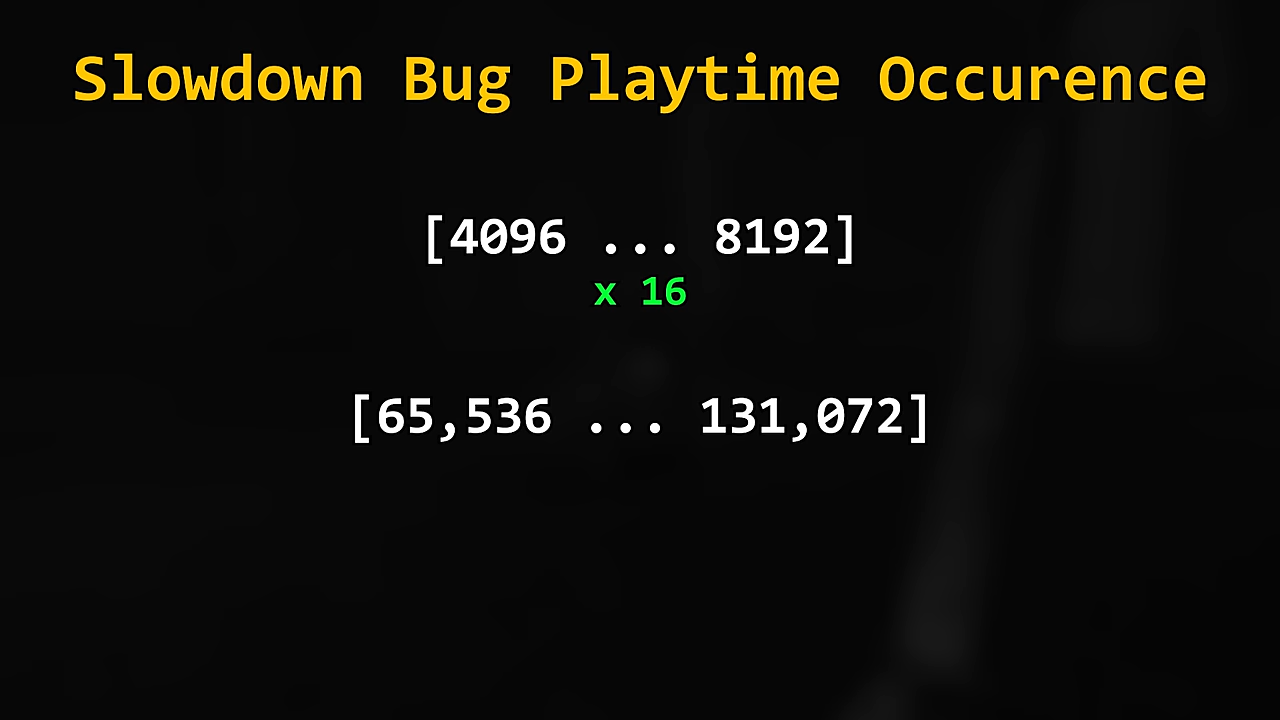 Slowdown Bug Playtime Occurence
[4096 ... 8192]
x 16
[65,536 ... 131,072]